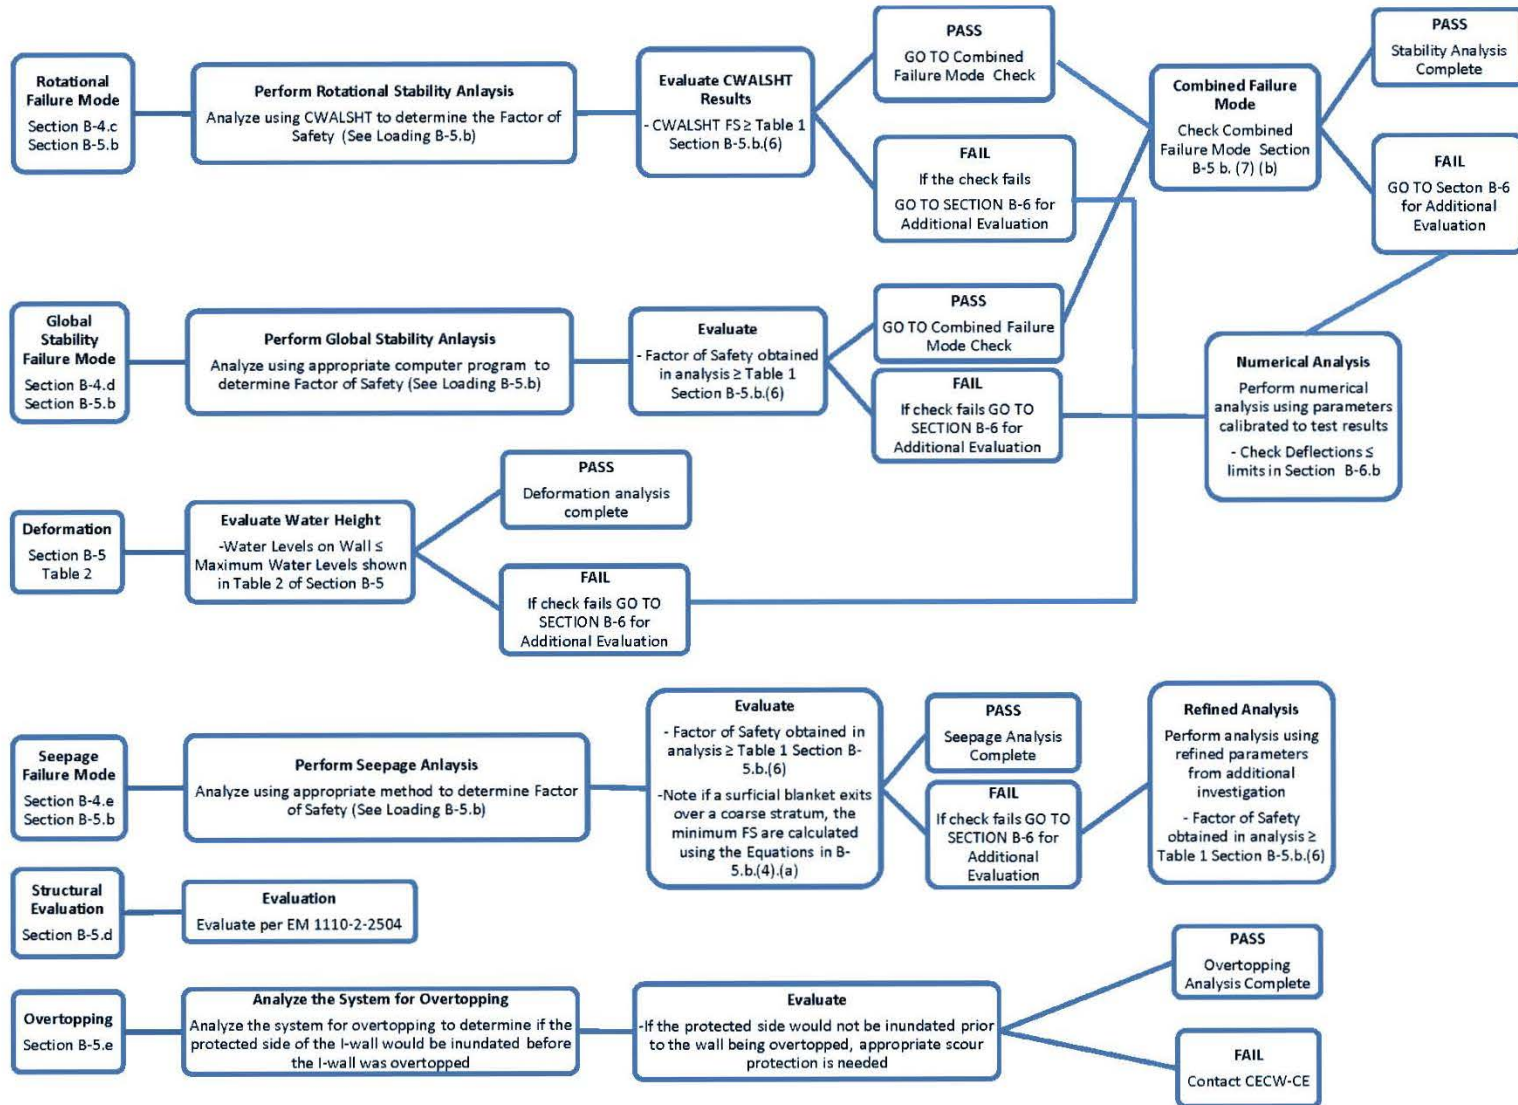 Rotational
Failure Mode
Section B-4.c
Section B-5.b
Perform Rotational Stability Anlaysis
Analyze using CWALSHT to determine the Factor of
Safety (See Loading B-5.b)
Evaluate CWALSHT
Results
- CWALSHT FS ≥ Table 1
Section B-5.b.(6)
PASS
GO TO Combined
Failure Mode Check
FAIL
If the check fails
GO TO SECTION B-6 for
Additional Evaluation
Combined Failure
Mode
Check Combined
Failure Mode Section
B-5 b. (7) (b)
PASS
Stability Analysis
Complete
FAIL
GO TO Secton B-6
for Additional
Evaluation
Global
Stability
Failure Mode
Section B-4.d
Section B-5.b
Perform Global Stability Anlaysis
Analyze using appropriate computer program to
determine Factor of Safety (See Loading B-5.b)
Evaluate
- Factor of Safety obtained
in analysis ≥ Table 1
Section B-5.b.(6)
PASS
GO TO Combined Failure
Mode Check
FAIL
If check fails GO TO
SECTION B-6 for
Additional Evaluation
Numerical Analysis
Perform numerical
analysis using parameters
calibrated to test results
- Check Deflections ≤
limits in Section B-6.b
Deformation
Section B-5
Table 2
Evaluate Water Height
-Water Levels on Wall ≤
Maximum Water Levels shown
in Table 2 of Section B-5
PASS
Deformation analysis
complete
FAIL
If check fails GO TO
SECTION B-6 for
Additional Evaluation
Seepage
Failure Mode
Section B-4.e
Section B-5.b
Perform Seepage Anlaysis
Analyze using appropriate method to determine Factor
of Safety (See Loading B-5.b)
Evaluate
- Factor of Safety obtained in
analysis ≥ Table 1 Section B-
5.b.(6)
-Note if a surficial blanket exits
over a coarse stratum, the
minimum FS are calculated
using the Equations in B-
5.b.(4).(a)
PASS
Seepage Analysis
Complete
FAIL
If check fails GO TO
SECTION B-6 for
Additional
Evaluation
Refined Analysis
Perform analysis using
refined parameters
from additional
investigation
- Factor of Safety
obtained in analysis ≥
Table 1 Section B-5.b.(6)
Structural
Evaluation
Section B-5.d
Evaluation
Evaluate per EM 1110-2-2504
Overtopping
Section B-5.e
Analyze the System for Overtopping
Analyze the system for overtopping to determine if the
protected side of the I-wall would be inundated before
the I-wall was overtopped
Evaluate
-If the protected side would not be inundated prior
to the wall being overtopped, appropriate scour
protection is needed
PASS
Overtopping
Analysis Complete
FAIL
Contact CECW-CE